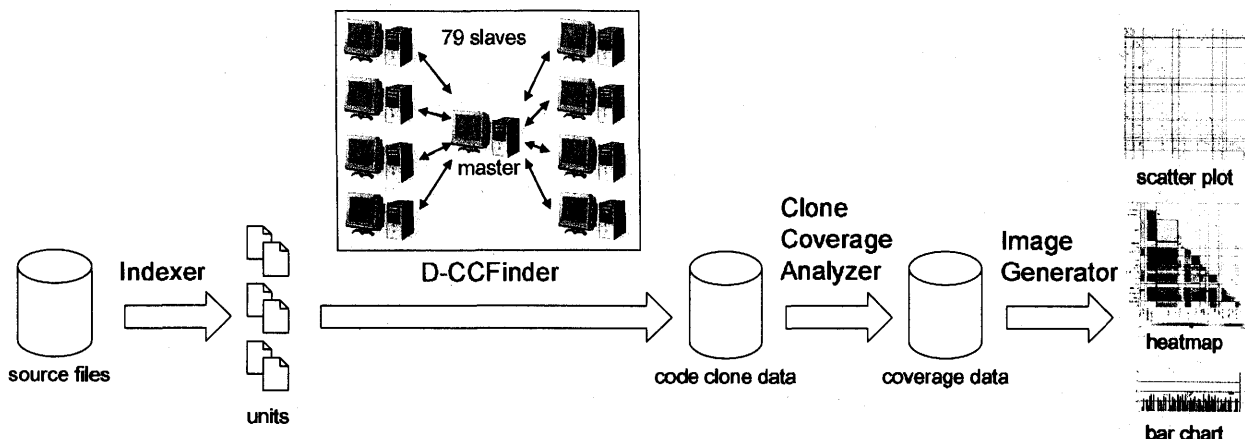 79 slaves
master
scatter plot
Indexer
D-CCFinder
Clone
Coverage
Analyzer
Image
Generator
source files
units
code clone data
coverage data
heatmap
bar chart